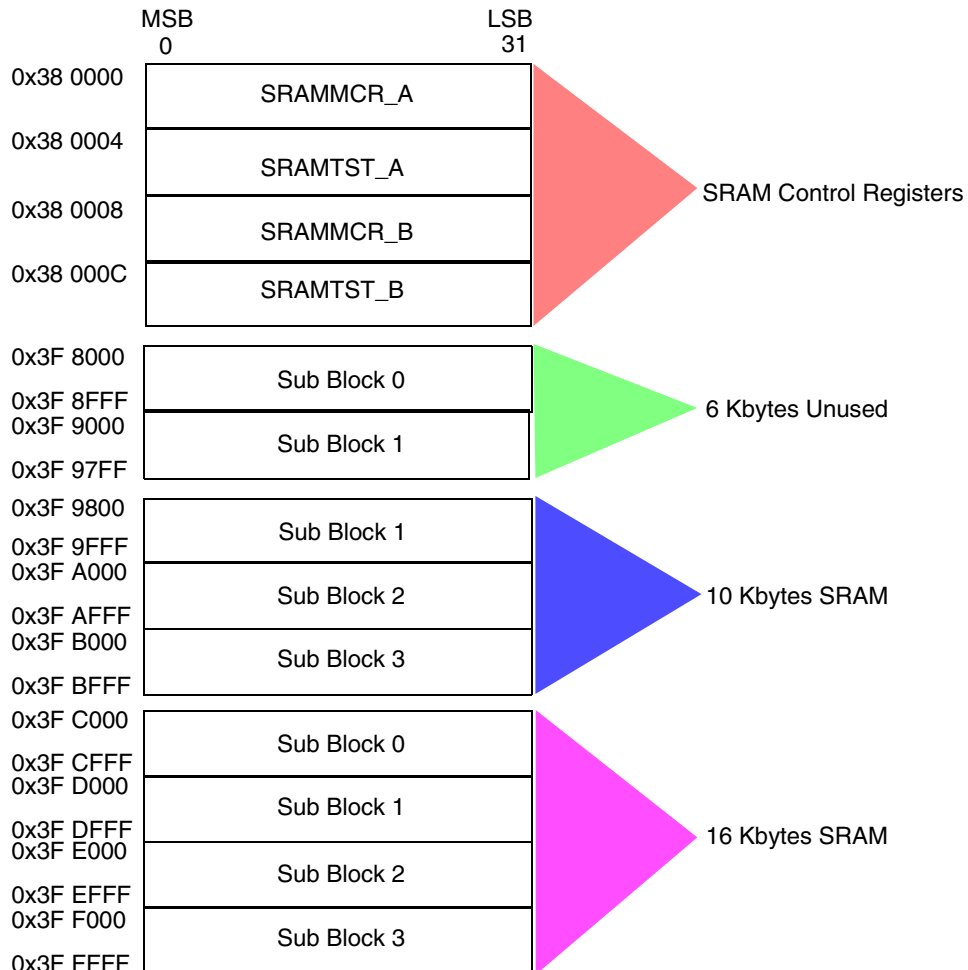 MSB LSB
0 31
0x38 0000
SRAMMCR_A
0x38 0004
SRAMTST_A
0x38 0008
SRAMMCR_B
0x38 000C
SRAMTST_B
SRAM Control Registers
0x3F 8000
Sub Block 0
0x3F 8FFF
0x3F 9000
Sub Block 1
0x3F 97FF
6 Kbytes Unused
0x3F 9800
Sub Block 1
0x3F 9FFF
0x3F A000
Sub Block 2
0x3F AFFF
0x3F B000
Sub Block 3
0x3F BFFF
10 Kbytes SRAM
0x3F C000
Sub Block 0
0x3F CFFF
0x3F D000
Sub Block 1
0x3F DFFF
0x3F E000
Sub Block 2
0x3F EFFF
0x3F F000
Sub Block 3
0x3F FFFF
16 Kbytes SRAM